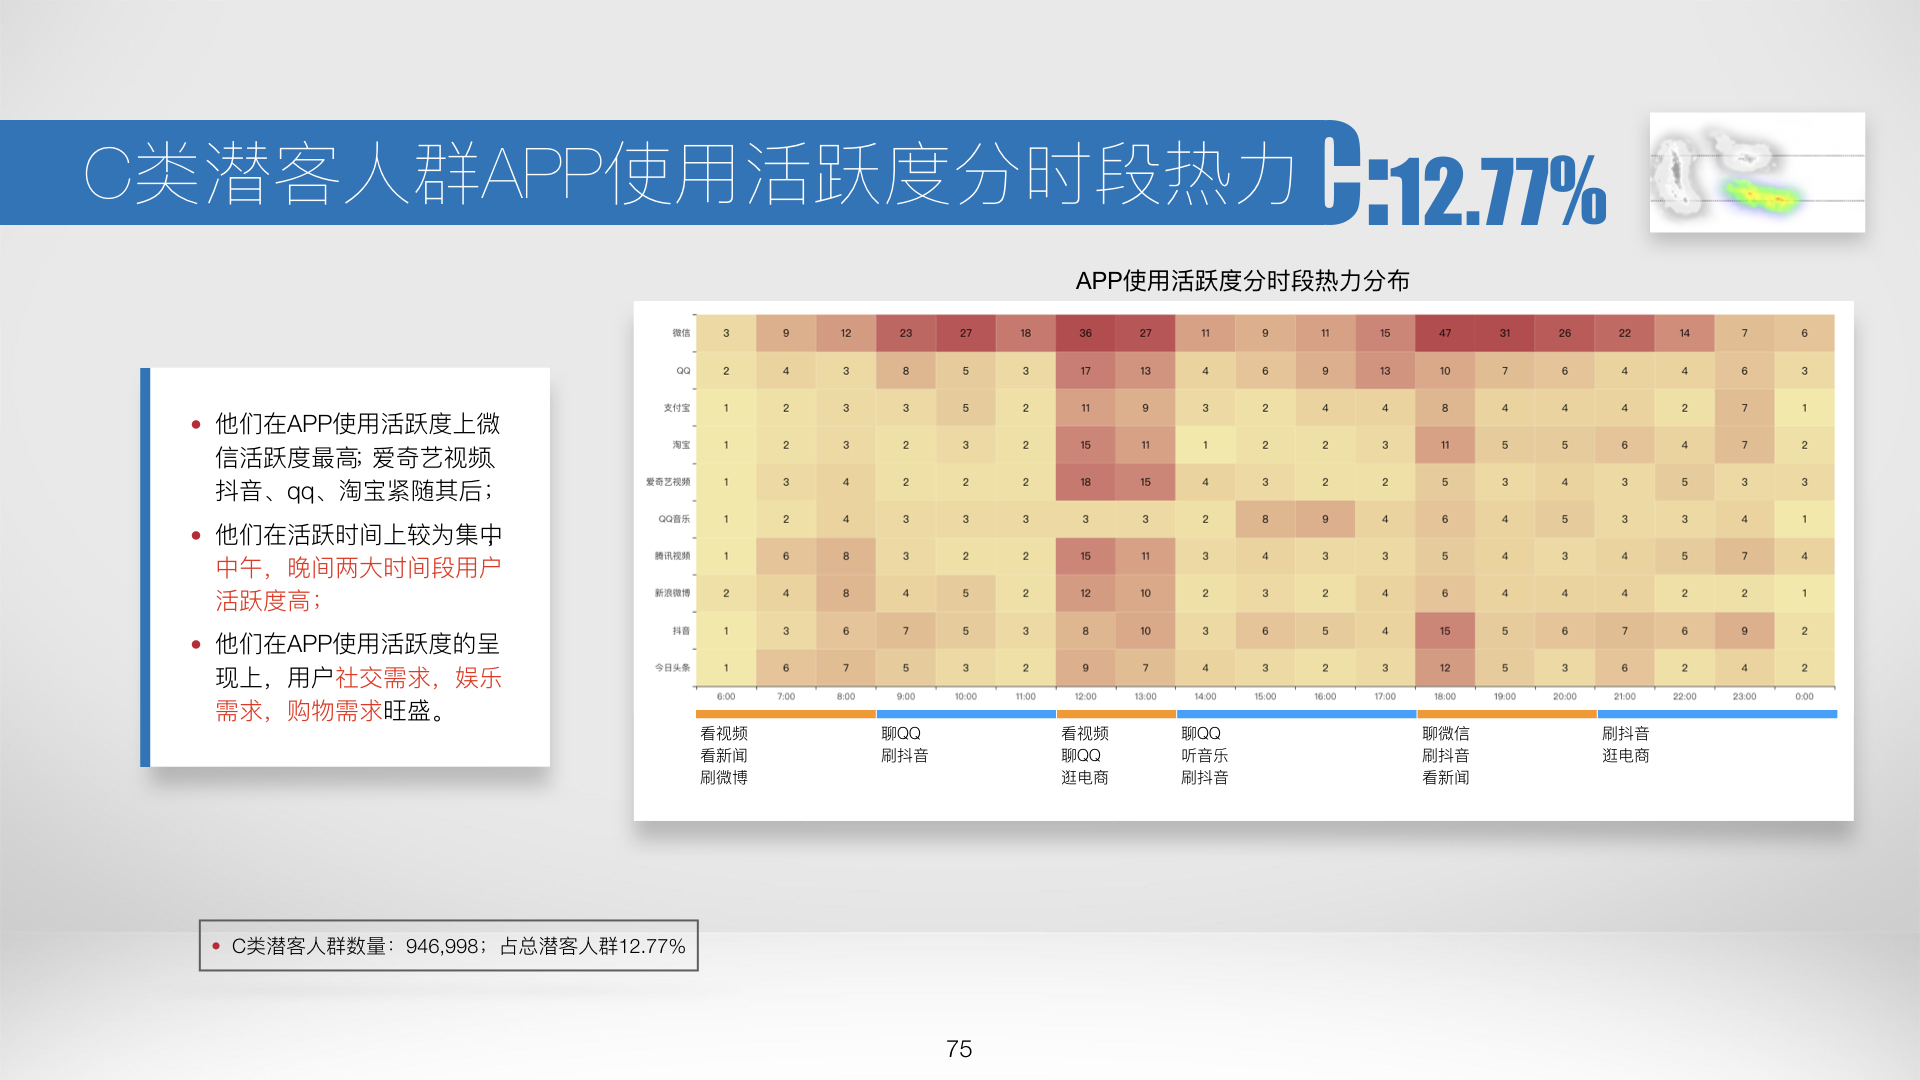 C类潜客人群APP使用活跃度分时段热力 C:12.77%
APP使用活跃度分时段热力分布
他们在APP使用活跃度上微
信活跃度最高；爱奇艺视频、
抖音、qq、淘宝紧随其后；
他们在活跃时间上较为集中
中午，晚间两大时间段用户
活跃度高；
他们在APP使用活跃度的呈
现上，用户社交需求，娱乐
需求，购物需求旺盛。
微信 3 9 12 23 27 18 36 27 11 9 11 15 47 31 26 22 14 7 6
QQ 2 4 3 8 5 3 17 13 4 6 9 13 10 7 6 4 4 6 3
支付宝 1 2 3 3 5 2 11 9 3 2 4 4 8 4 4 4 2 7 1
淘宝 1 2 3 2 3 2 15 11 1 2 2 3 11 5 5 6 4 7 2
爱奇艺视频 1 3 4 2 2 2 18 15 4 3 2 2 5 3 4 3 5 3 3
QQ音乐 1 2 4 3 3 3 3 3 2 8 9 4 6 4 5 3 3 4 1
腾讯视频 1 6 8 3 2 2 15 11 3 4 3 3 5 4 3 4 5 7 4
新浪微博 2 4 8 4 5 2 12 10 2 3 2 4 6 4 4 4 2 2 1
抖音 1 3 6 7 5 3 8 10 3 6 5 4 15 5 6 7 6 9 2
今日头条 1 6 7 5 3 2 9 7 4 3 2 3 12 5 3 6 2 4 2
6:00 7:00 8:00 9:00 10:00 11:00 12:00 13:00 14:00 15:00 16:00 17:00 18:00 19:00 20:00 21:00 22:00 23:00 0:00
看视频
看新闻
刷微博
聊QQ
刷抖音
看视频
聊QQ
逛电商
聊QQ
听音乐
刷抖音
聊微信
刷抖音
看新闻
刷抖音
逛电商
C类潜客人群数量：946,998；占总潜客人群12.77%
75